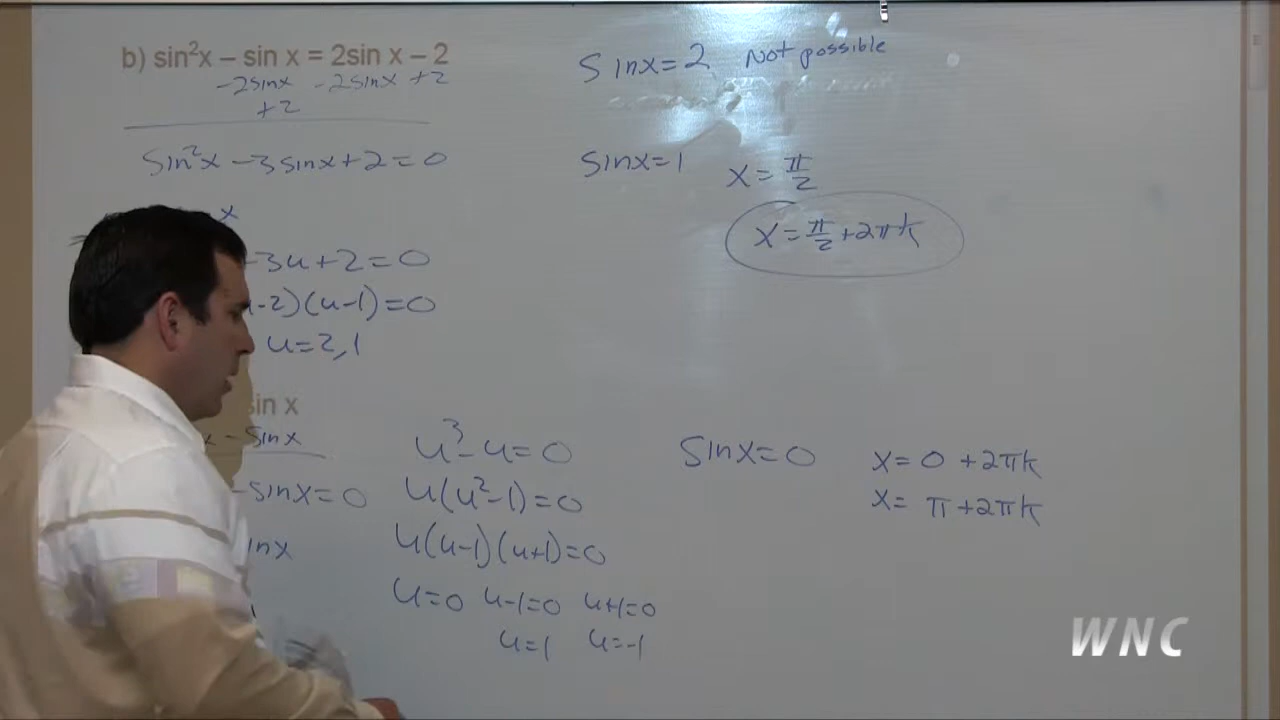 b) sin²x – sin x = 2sin x – 2
-2sinx -2sinx +2
+2
sin²x -3sinx+2=0
x
-3u+2=0
-2)(u-1)=0
u=2,1
sinx=2 Not possible
sinx=1 x=π/2
x=π/2+2πk
in x
x -sinx
-sinx=0
inx
u³-u=0
u(u²-1)=0
u(u-1)(u+1)=0
u=0 u-1=0 u+1=0
u=1 u=-1
sinx=0 x=0+2πk
x=π+2πk
WNC